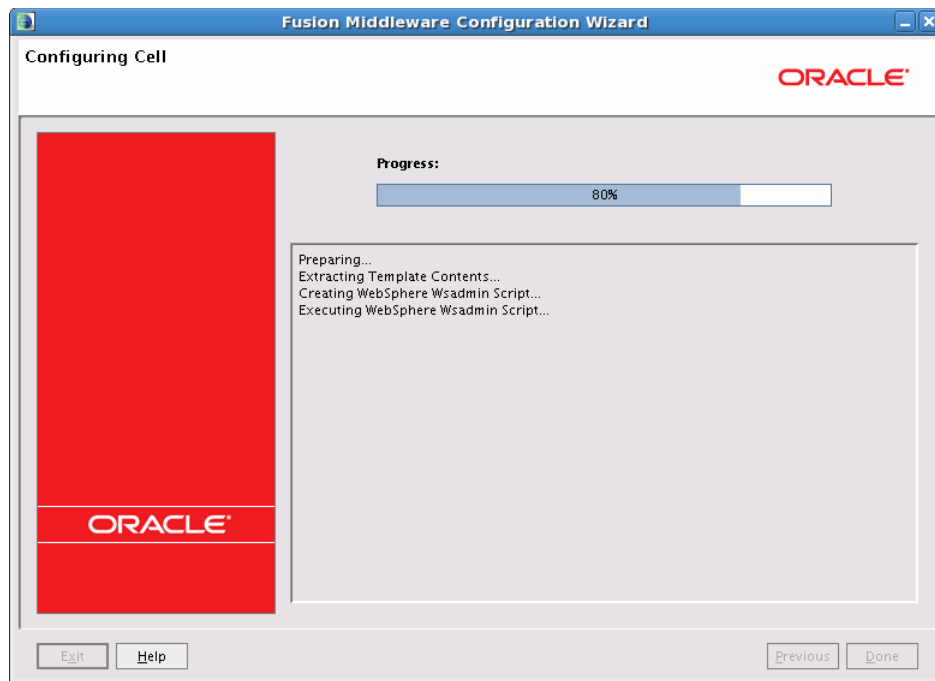 Fusion Middleware Configuration Wizard
Configuring Cell
ORACLE
Progress:
80%
Preparing...
Extracting Template Contents...
Creating WebSphere Wsadmin Script...
Executing WebSphere Wsadmin Script...
ORACLE
Exit Help Previous Done